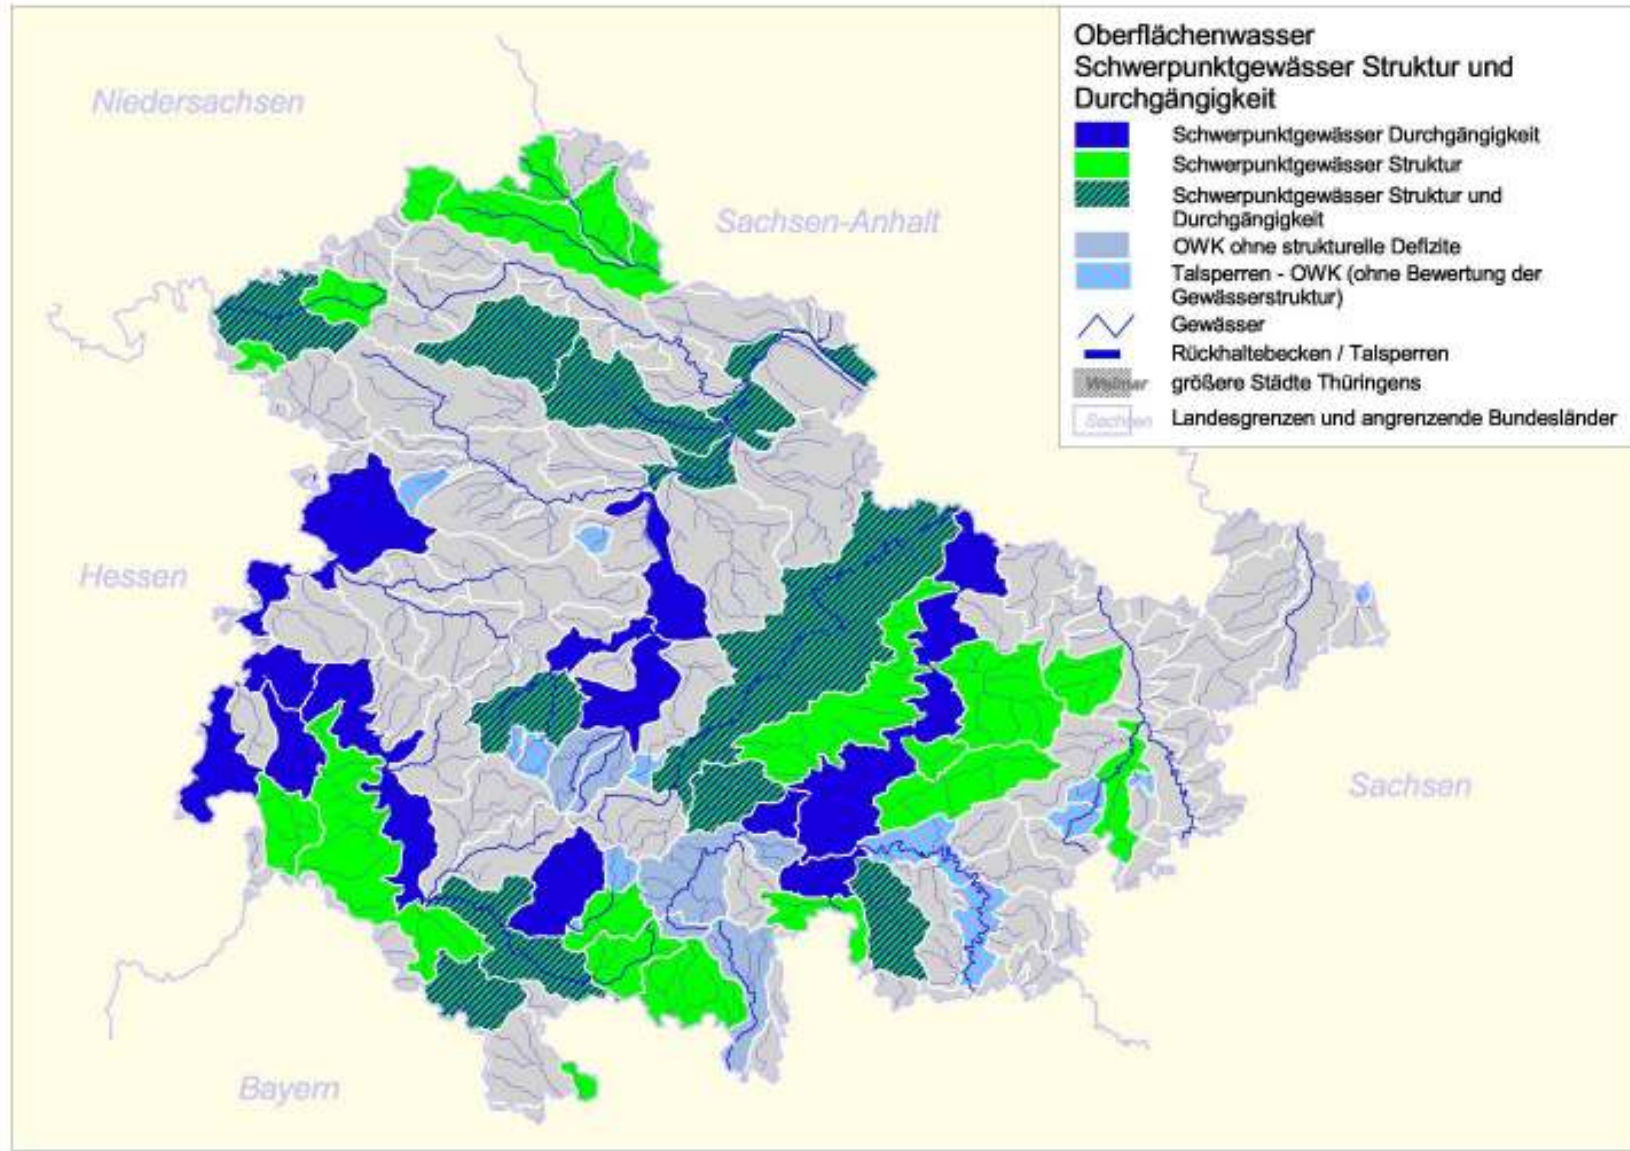 Oberflächenwasser
Schwerpunktgewässer Struktur und
Durchgängigkeit
Schwerpunktgewässer Durchgängigkeit
Schwerpunktgewässer Struktur
Schwerpunktgewässer Struktur und
Durchgängigkeit
OWK ohne strukturelle Defizite
Talsperren - OWK (ohne Bewertung der
Gewässerstruktur)
Gewässer
Rückhaltebecken / Talsperren
Weimar größere Städte Thüringens
Sachsen Landesgrenzen und angrenzende Bundesländer
Niedersachsen
Sachsen-Anhalt
Hessen
Sachsen
Bayern